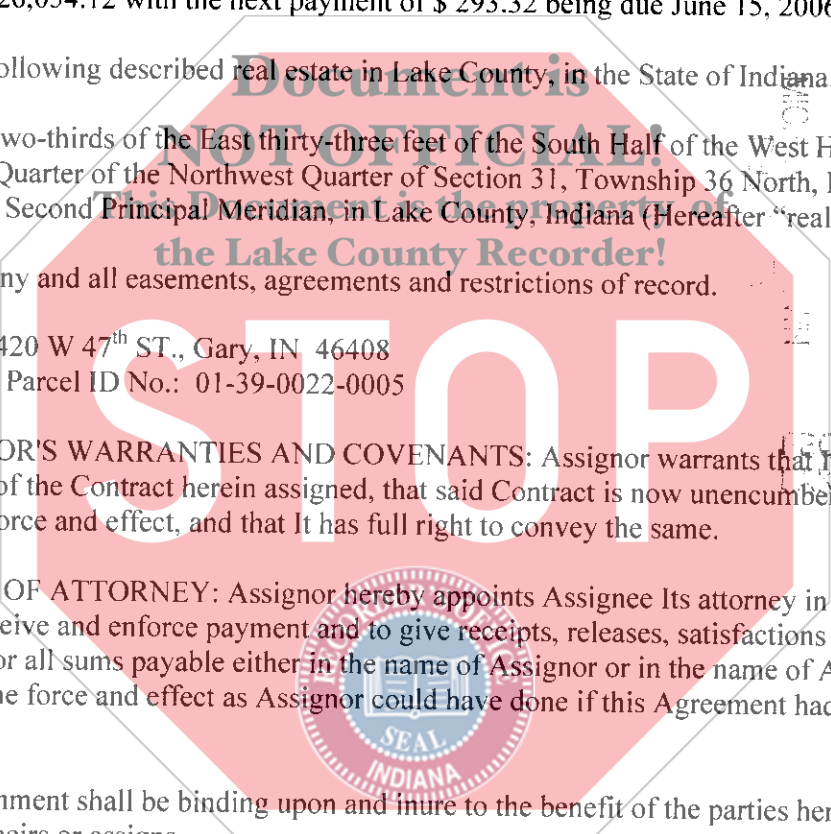 26,054.12 with the next payment of $ 293.32 being due June 15, 2006
ollowing described real estate in Lake County, in the State of Indiana
Document is
wo-thirds of the East thirty-three feet of the South Half of the West H
NOT OFFICIAL!
Quarter of the Northwest Quarter of Section 31, Township 36 North,
This Document is the property of
Second Principal Meridian, in Lake County, Indiana (Hereafter “real
the Lake County Recorder!
ny and all easements, agreements and restrictions of record.
STOP
420 W 47th ST., Gary, IN 46408
Parcel ID No.: 01-39-0022-0005
OR'S WARRANTIES AND COVENANTS: Assignor warrants that
of the Contract herein assigned, that said Contract is now unencumbe
orce and effect, and that It has full right to convey the same.
OF ATTORNEY: Assignor hereby appoints Assignee Its attorney in
eive and enforce payment and to give receipts, releases, satisfactions
or all sums payable either in the name of Assignor or in the name of A
e force and effect as Assignor could have done if this Agreement had
RECORDER OFFICE
SEAL
INDIANA
nment shall be binding upon and inure to the benefit of the parties her
heirs or assigns